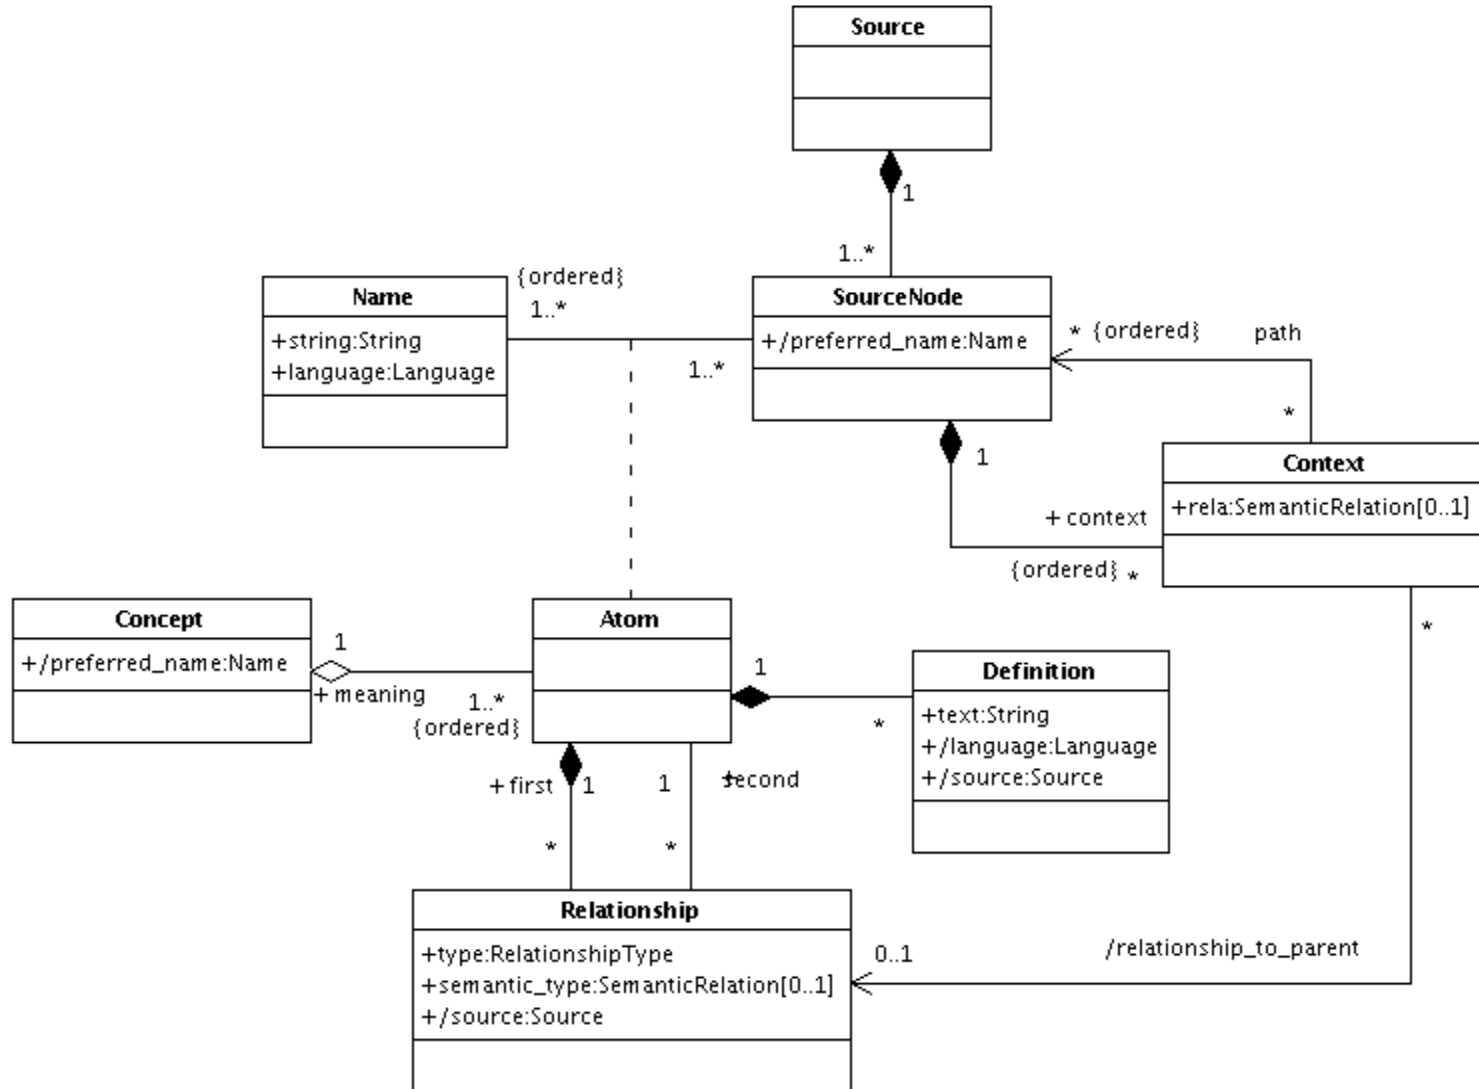 Source
1
1..*
{ordered}
1..*
Name
+string:String
+language:Language
SourceNode
+/preferred_name:Name
1..*
* {ordered}
path
*
1
Context
+rela:SemanticRelation[0..1]
+ context
{ordered} *
*
Concept
+/preferred_name:Name
1
+ meaning
1..*
{ordered}
Atom
1
*
Definition
+text:String
+/language:Language
+/source:Source
+ first
1
1
+second
*
*
Relationship
+type:RelationshipType
+semantic_type:SemanticRelation[0..1]
+/source:Source
0..1
/relationship_to_parent